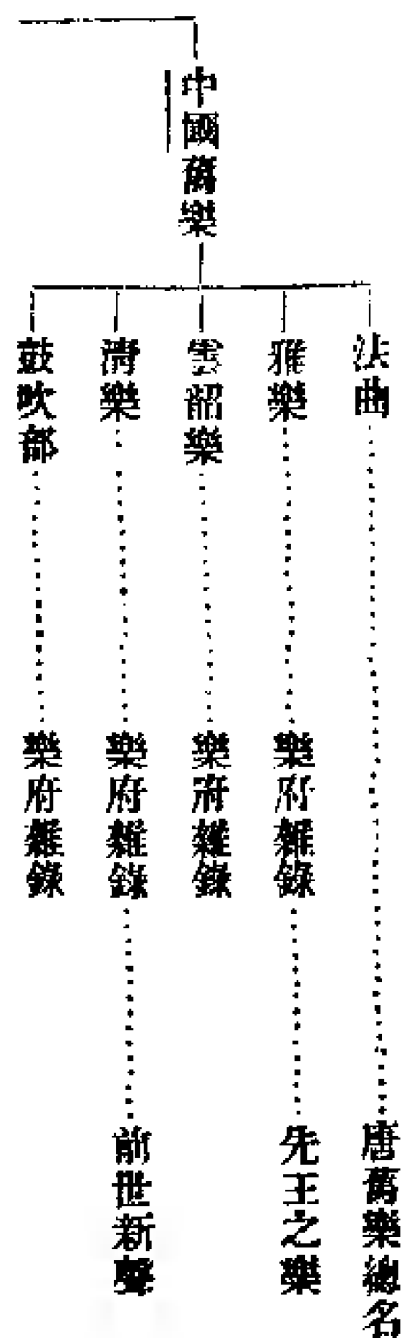 中國舊樂
法曲
唐舊樂總名
雅樂
樂府雜錄
先王之樂
雲韶樂
樂府雜錄
清樂
樂府雜錄
前世新聲
鼓吹部
樂府雜錄